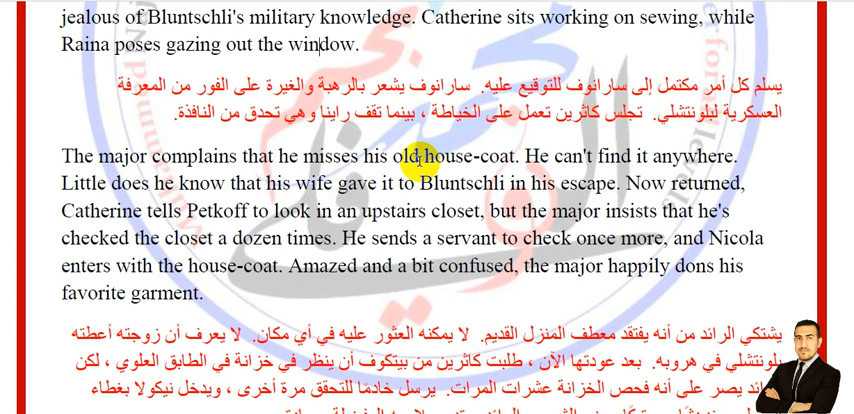 jealous of Bluntschli's military knowledge. Catherine sits working on sewing, while
Raina poses gazing out the window.
يسلم كل أمر مكتمل إلى سارانوف للتوقيع عليه. سارانوف يشعر بالرهبة والغيرة على الفور من المعرفة
العسكرية لبلونتشلي. تجلس كاثرين تعمل على الخياطة ، بينما تقف راينا وهي تحدق من النافذة.
The major complains that he misses his old house-coat. He can't find it anywhere.
Little does he know that his wife gave it to Bluntschli in his escape. Now returned,
Catherine tells Petkoff to look in an upstairs closet, but the major insists that he's
checked the closet a dozen times. He sends a servant to check once more, and Nicola
enters with the house-coat. Amazed and a bit confused, the major happily dons his
favorite garment.
يشتكي الرائد من أنه يفتقد معطف المنزل القديم. لا يمكنه العثور عليه في أي مكان. لا يعرف أن زوجته أعطته
بلونتشلي في هروبه. بعد عودتها الآن ، طلبت كاثرين من بيتكوف أن ينظر في خزانة في الطابق العلوي ، لكن
يصر على أنه فحص الخزانة عشرات المرات. يرسل خادمًا للتحقق مرة أخرى ، ويدخل نيكولا بغطاء